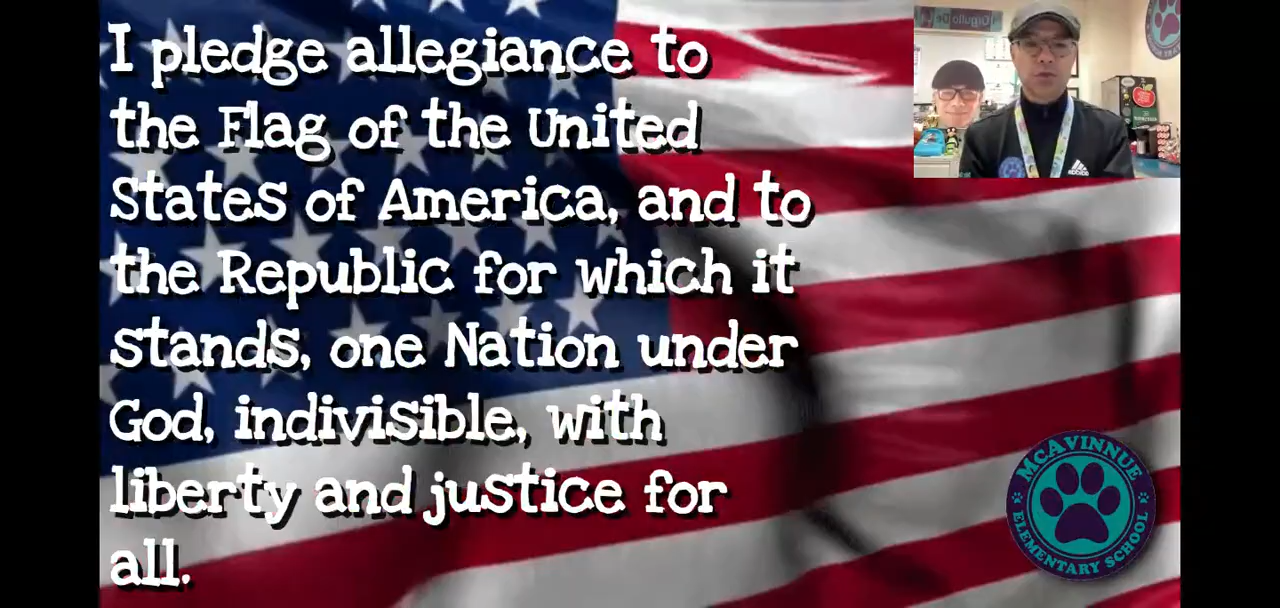 I pledge allegiance to
the Flag of the United
States of America, and to
the Republic for which it
stands, one Nation under
God, indivisible, with
liberty and justice for
all.
adidas
MCAVINNUE
ELEMENTARY SCHOOL